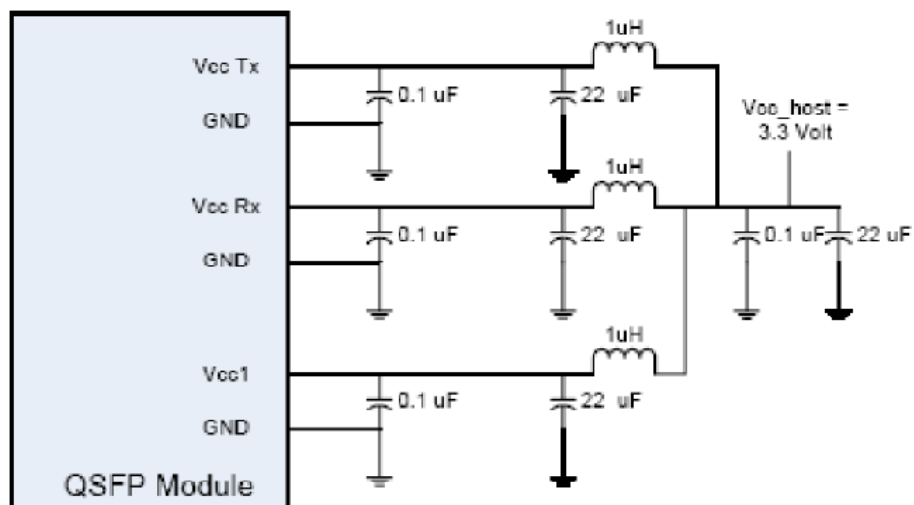 1uH
Vcc Tx
0.1 uF
22 uF
GND
Vcc_host =
3.3 Volt
1uH
Vcc Rx
0.1 uF
22 uF
0.1 uF
22 uF
GND
1uH
Vcc1
0.1 uF
22 uF
GND
QSFP Module